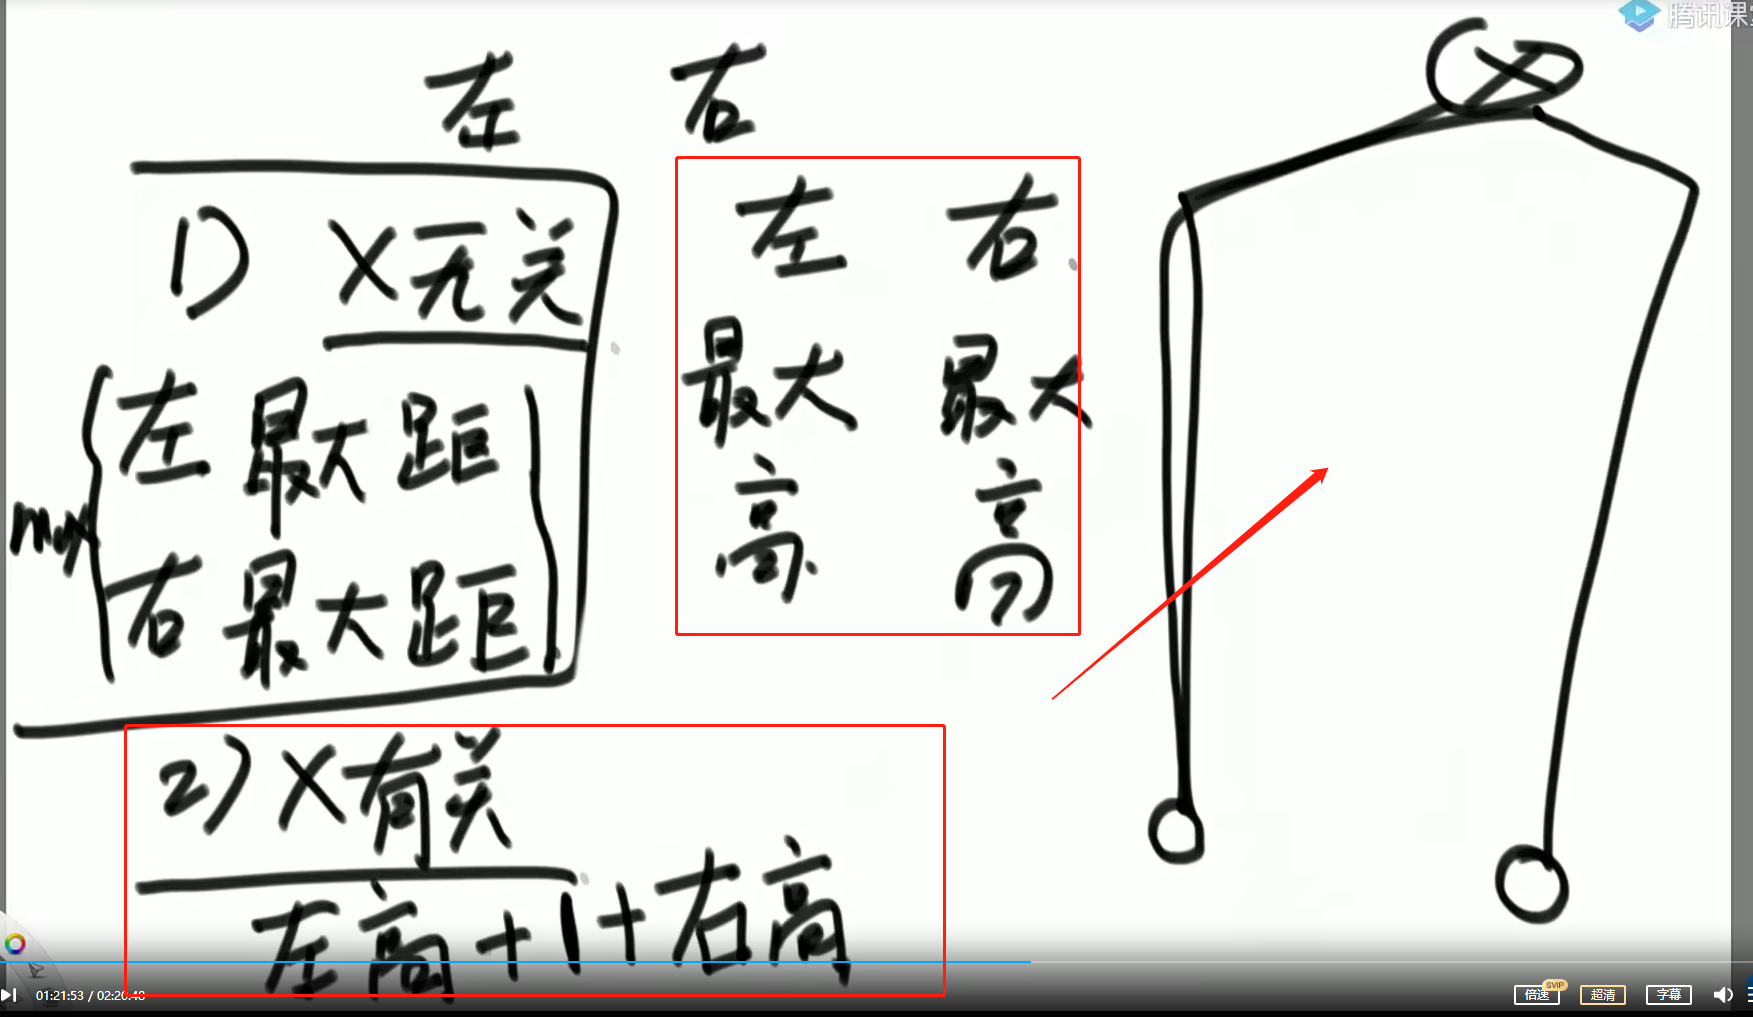 腾讯课堂
左 右
1) X无关
左 右
max
左最大距
右最大距
最大 最大
高 高
2) X有关
左高+1+右高
01:21:53 / 02:20:48
倍速
SVIP
超清
字幕